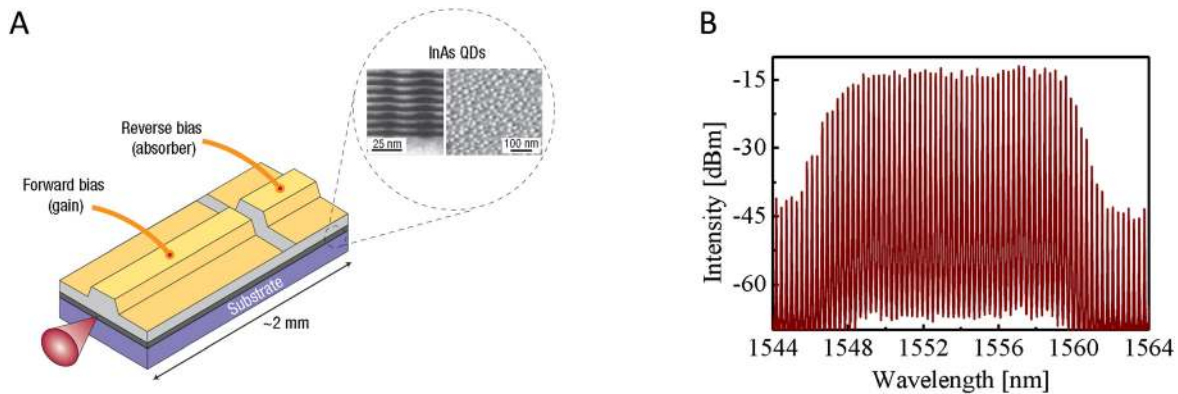 A
InAs QDs
25 nm
100 nm
Reverse bias
(absorber)
Forward bias
(gain)
Substrate
~2 mm
B
Intensity [dBm]
-15
-30
-45
-60
1544 1548 1552 1556 1560 1564
Wavelength [nm]